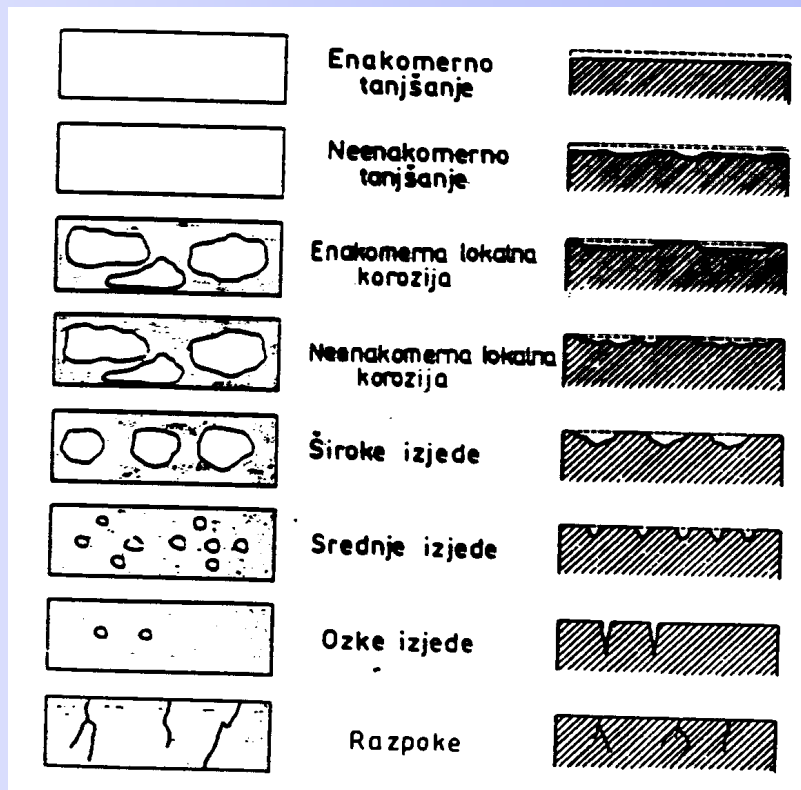 Enakomerno
tanjšanje
Neenakomerno
tanjšanje
Enakomerna lokalna
korozija
Neenakomerna lokalna
korozija
Široke izjede
Srednje izjede
Ozke izjede
Razpoke